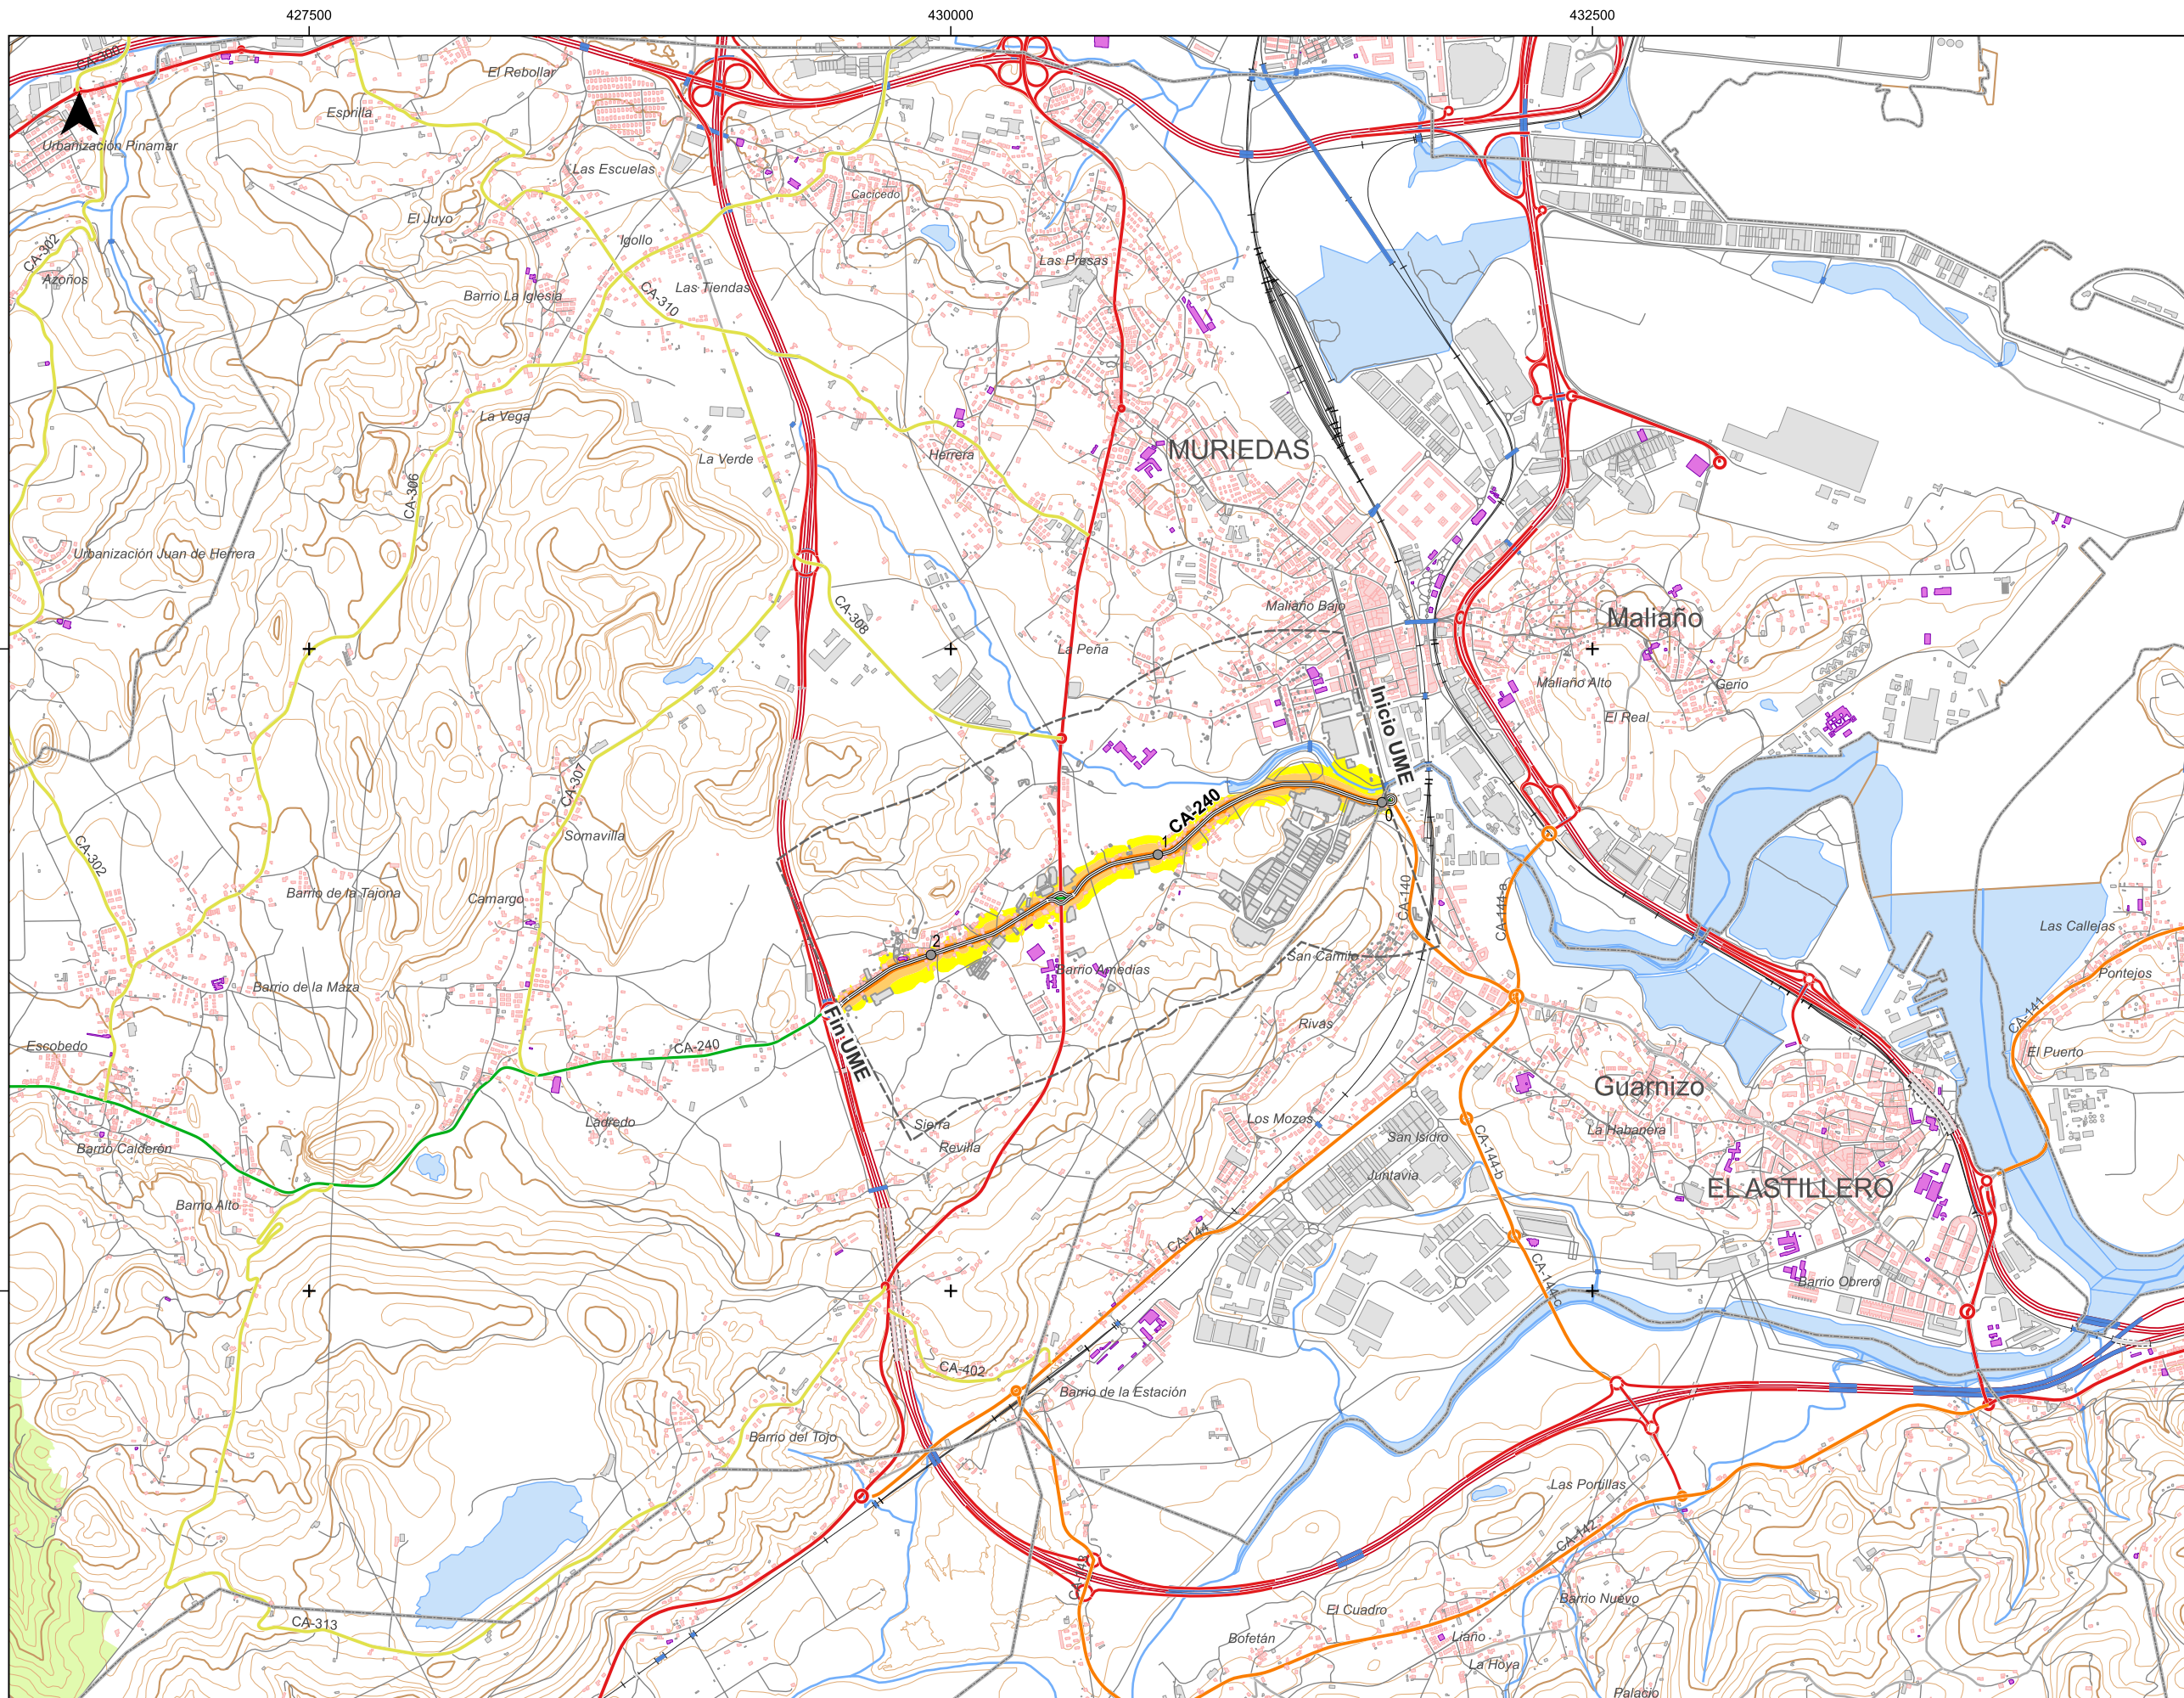 427500
430000
432500
CA-300
El Rebollar
Esprilla
Urbanización Pinamar
Las Escuelas
Cacicedo
El Juyo
Igollo
CA-302
Azoños
Las Presas
Las Tiendas
Barrio La Iglesia
CA-310
La Vega
MURIEDAS
Herrera
La Verde
CA-306
Urbanización Juan de Herrera
Maliaño Bajo
Maliaño
CA-308
La Peña
Maliaño Alto
Gerio
El Real
Inicio UME
CA-307
CA-240
0
1
Somavilla
CA-302
Barrio de la Tajona
Camargo
CA-140
CA-144-a
Las Callejas
2
San Camilo
Barrio Amedias
Pontejos
Barrio de la Maza
CA-141
Rivas
Fin UME
Escobedo
CA-240
El Puerto
Guarnizo
Ladredo
Sierra
Los Mozes
La Habanera
San Isidro
Barrio Calderón
Revilla
CA-144-b
Juntavia
EL ASTILLERO
Barrio Alto
CA-144
CA-144-c
Barrio Obrero
CA-402
Barrio de la Estación
Barrio del Tojo
Las Portillas
CA-142
Barrio Nuevo
El Cuadro
CA-313
Liaño
Bofetán
La Hoya
Palacio